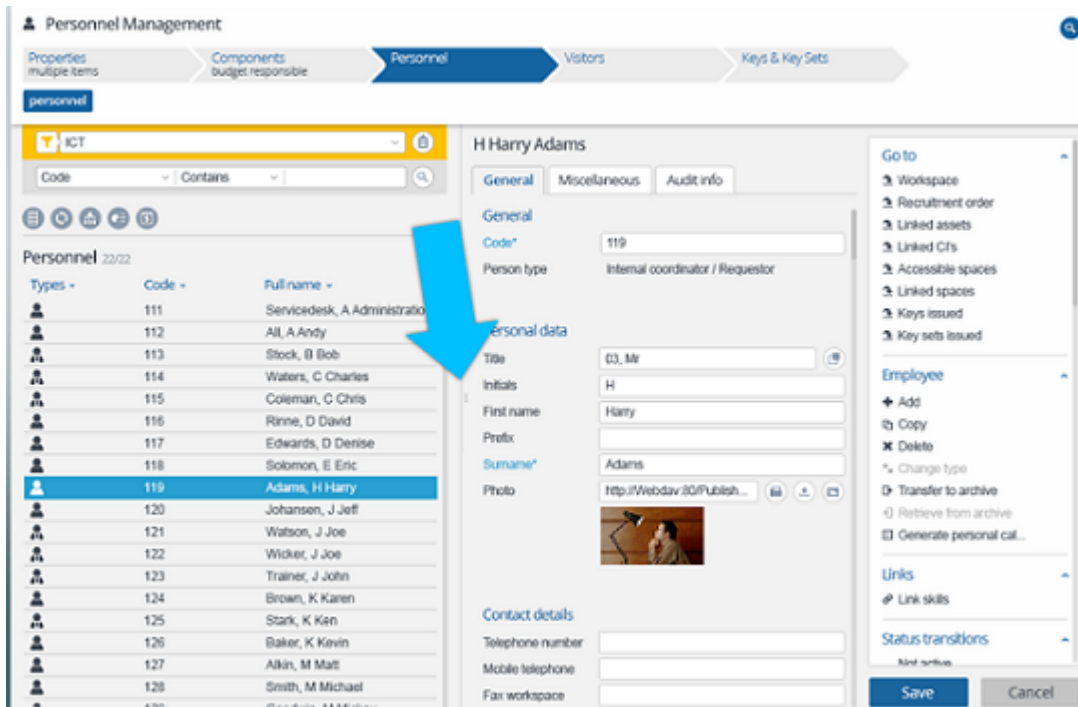 Personnel Management
Properties
multiple items
Components
budget responsible
Personnel
Visitors
Keys & Key Sets
personnel
ICT
Code
Contains
Personnel 22/22
Types
Code
Full name
111 Servicedesk, A Administratio
112 All, A Andy
113 Stock, B Bob
114 Waters, C Charles
115 Coleman, C Chris
116 Rinne, D David
117 Edwards, D Denise
118 Solomon, E Eric
119 Adams, H Harry
120 Johansen, J Jeff
121 Watson, J Joe
122 Wicker, J Joe
123 Trainer, J John
124 Brown, K Karen
125 Stark, K Ken
126 Baker, K Kevin
127 Alkin, M Matt
128 Smith, M Michael
H Harry Adams
General
Miscellaneous
Audit info
General
Code* 119
Person type Internal coordinator / Requestor
Personal data
Title 03, Mr
Initials H
First name Harry
Prefix
Surname* Adams
Photo http://Webdav:80/Publish...
Contact details
Telephone number
Mobile telephone
Fax workspace
Go to
Workspace
Recruitment order
Linked assets
Linked CI's
Accessible spaces
Linked spaces
Keys issued
Key sets issued
Employee
Add
Copy
Delete
Change type
Transfer to archive
Retrieve from archive
Generate personal cal...
Links
Link skills
Status transitions
Not active
Save
Cancel